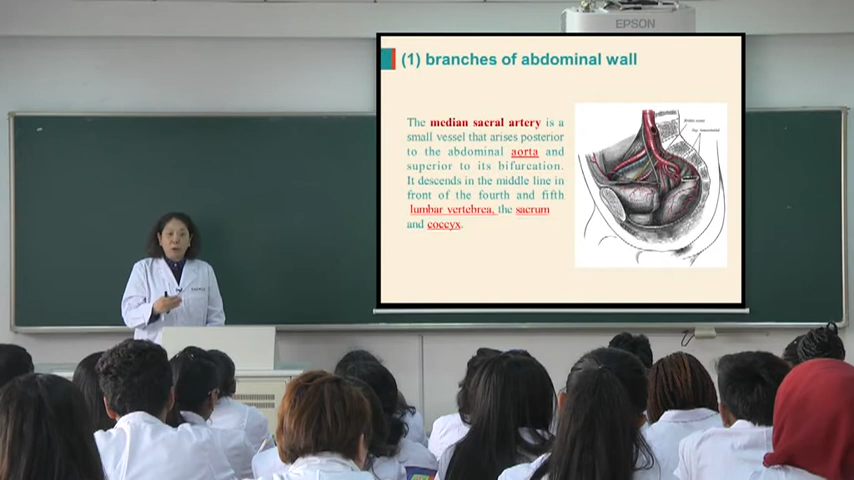 EPSON
(1) branches of abdominal wall
The median sacral artery is a
small vessel that arises posterior
to the abdominal aorta and
superior to its bifurcation.
It descends in the middle line in
front of the fourth and fifth
lumbar vertebrea, the sacrum
and coccyx.